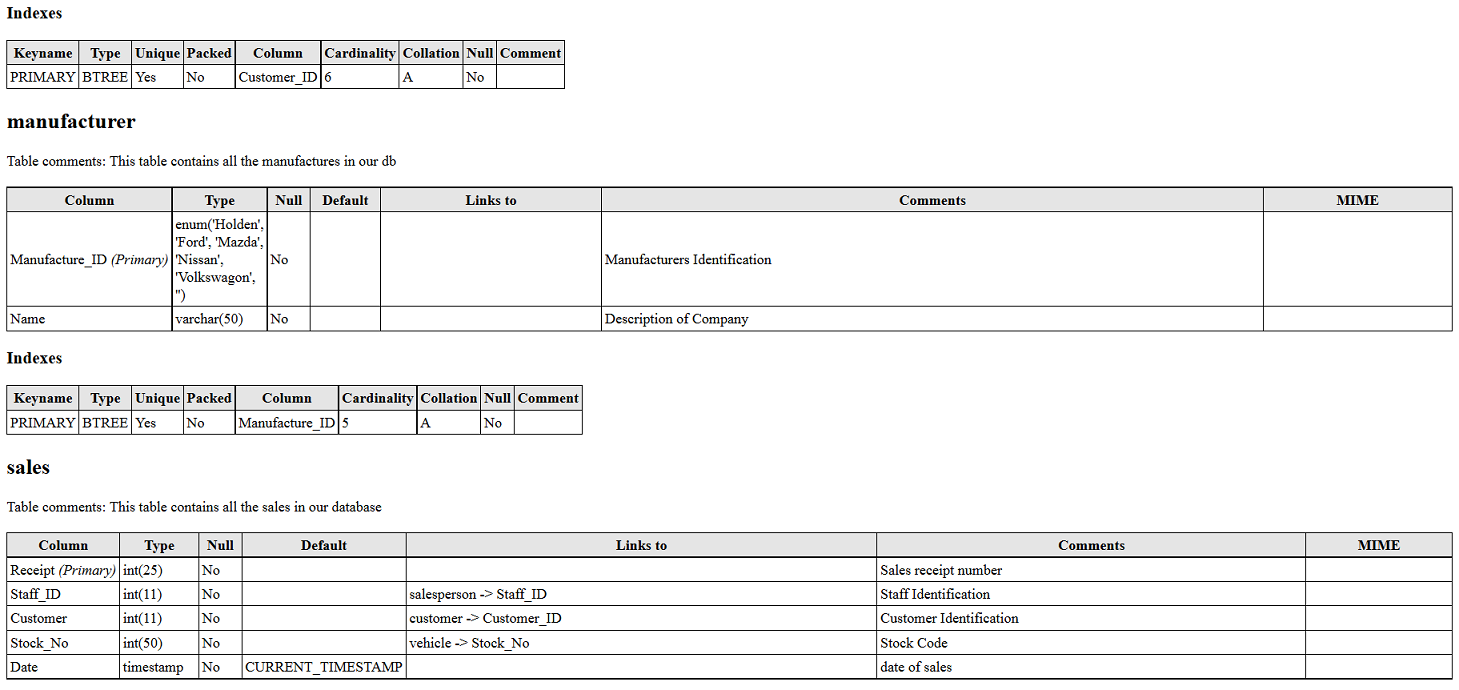 Indexes
Keyname Type Unique Packed Column Cardinality Collation Null Comment
PRIMARY BTREE Yes No Customer_ID 6 A No
manufacturer
Table comments: This table contains all the manufactures in our db
Column Type Null Default Links to Comments MIME
Manufacture_ID (Primary) enum('Holden', 'Ford', 'Mazda', 'Nissan', 'Volkswagon', '') No Manufacturers Identification
Name varchar(50) No Description of Company
Indexes
Keyname Type Unique Packed Column Cardinality Collation Null Comment
PRIMARY BTREE Yes No Manufacture_ID 5 A No
sales
Table comments: This table contains all the sales in our database
Column Type Null Default Links to Comments MIME
Receipt (Primary) int(25) No Sales receipt number
Staff_ID int(11) No salesperson -> Staff_ID Staff Identification
Customer int(11) No customer -> Customer_ID Customer Identification
Stock_No int(50) No vehicle -> Stock_No Stock Code
Date timestamp No CURRENT_TIMESTAMP date of sales